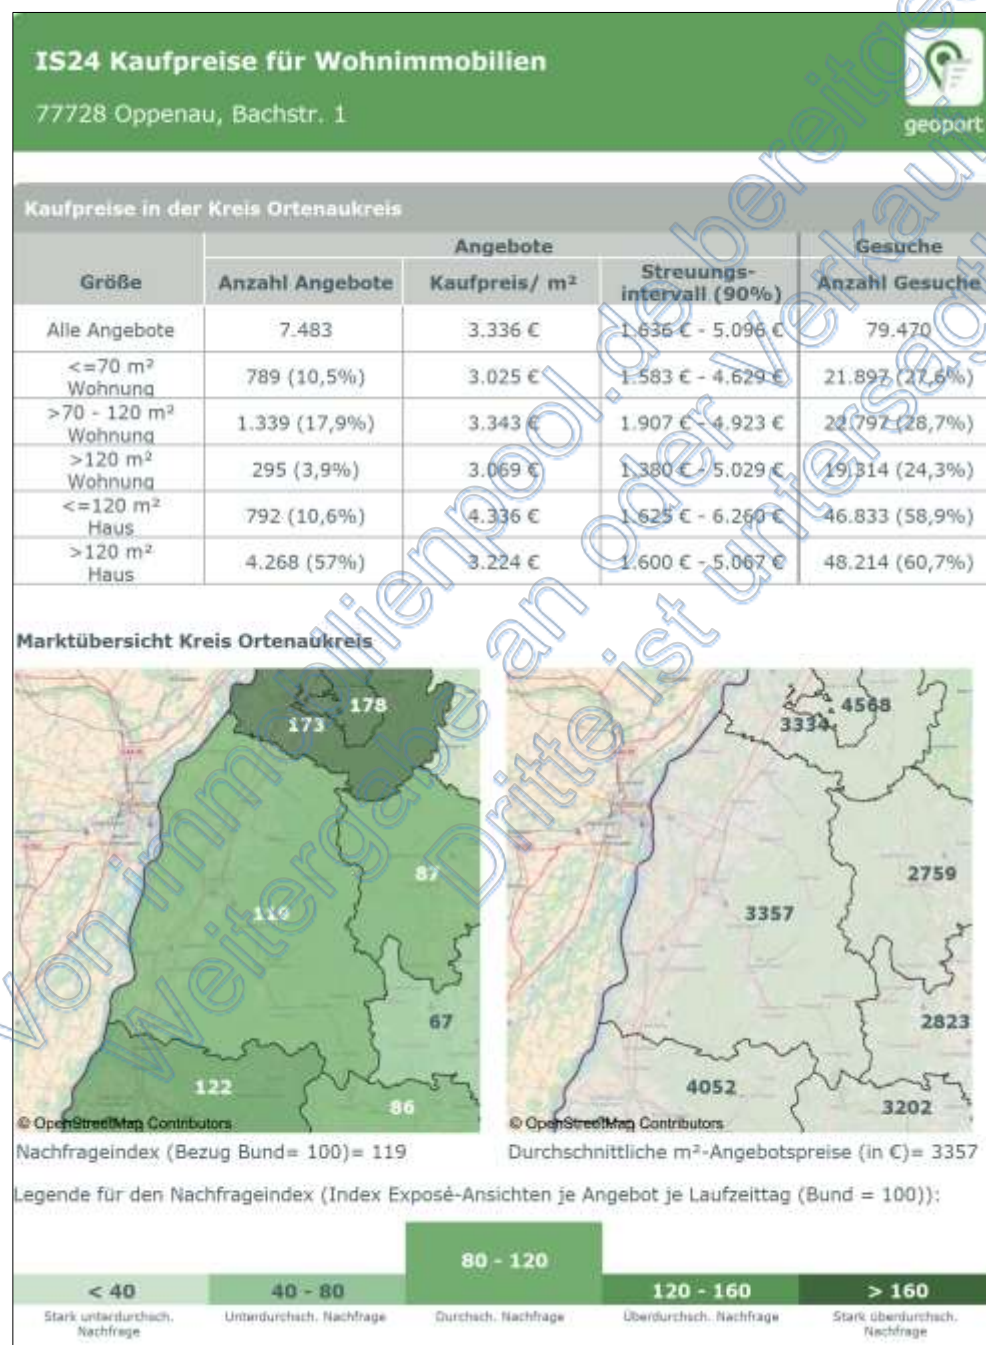 IS24 Kaufpreise für Wohnimmobilien
77728 Oppenau, Bachstr. 1
geoport
Kaufpreise in der Kreis Ortenaukreis
Angebote Gesuche
Größe Anzahl Angebote Kaufpreis/ m² Streuungs- Anzahl Gesuche
intervall (90%)
Alle Angebote 7.483 3.336 € 1.636 € - 5.096 € 79.470
<=70 m²
Wohnung 789 (10,5%) 3.025 € 1.583 € - 4.629 € 21.897 (27,6%)
>70 - 120 m²
Wohnung 1.339 (17,9%) 3.343 € 1.907 € - 4.923 € 22.797 (28,7%)
>120 m²
Wohnung 295 (3,9%) 3.069 € 1.380 € - 5.029 € 19.314 (24,3%)
<=120 m²
Haus 792 (10,6%) 4.336 € 1.625 € - 6.260 € 46.833 (58,9%)
>120 m²
Haus 4.268 (57%) 3.224 € 1.600 € - 5.067 € 48.214 (60,7%)
Marktübersicht Kreis Ortenaukreis
178
173
87
119
67
122
86
© OpenStreetMap Contributors
4568
3334
2759
3357
2823
4052
3202
© OpenStreetMap Contributors
Nachfrageindex (Bezug Bund= 100)= 119
Durchschnittliche m²-Angebotspreise (in €)= 3357
Legende für den Nachfrageindex (Index Exposé-Ansichten je Angebot je Laufzeittag (Bund = 100)):
80 - 120
< 40 40 - 80 120 - 160 > 160
Stark unterdurchsch. Nachfrage
Unterdurchsch. Nachfrage
Durchsch. Nachfrage
Überdurchsch. Nachfrage
Stark überdurchsch. Nachfrage
von immobilienpool.de bereitges
Weitergabe an oder Verkauf
Dritte ist untersagt